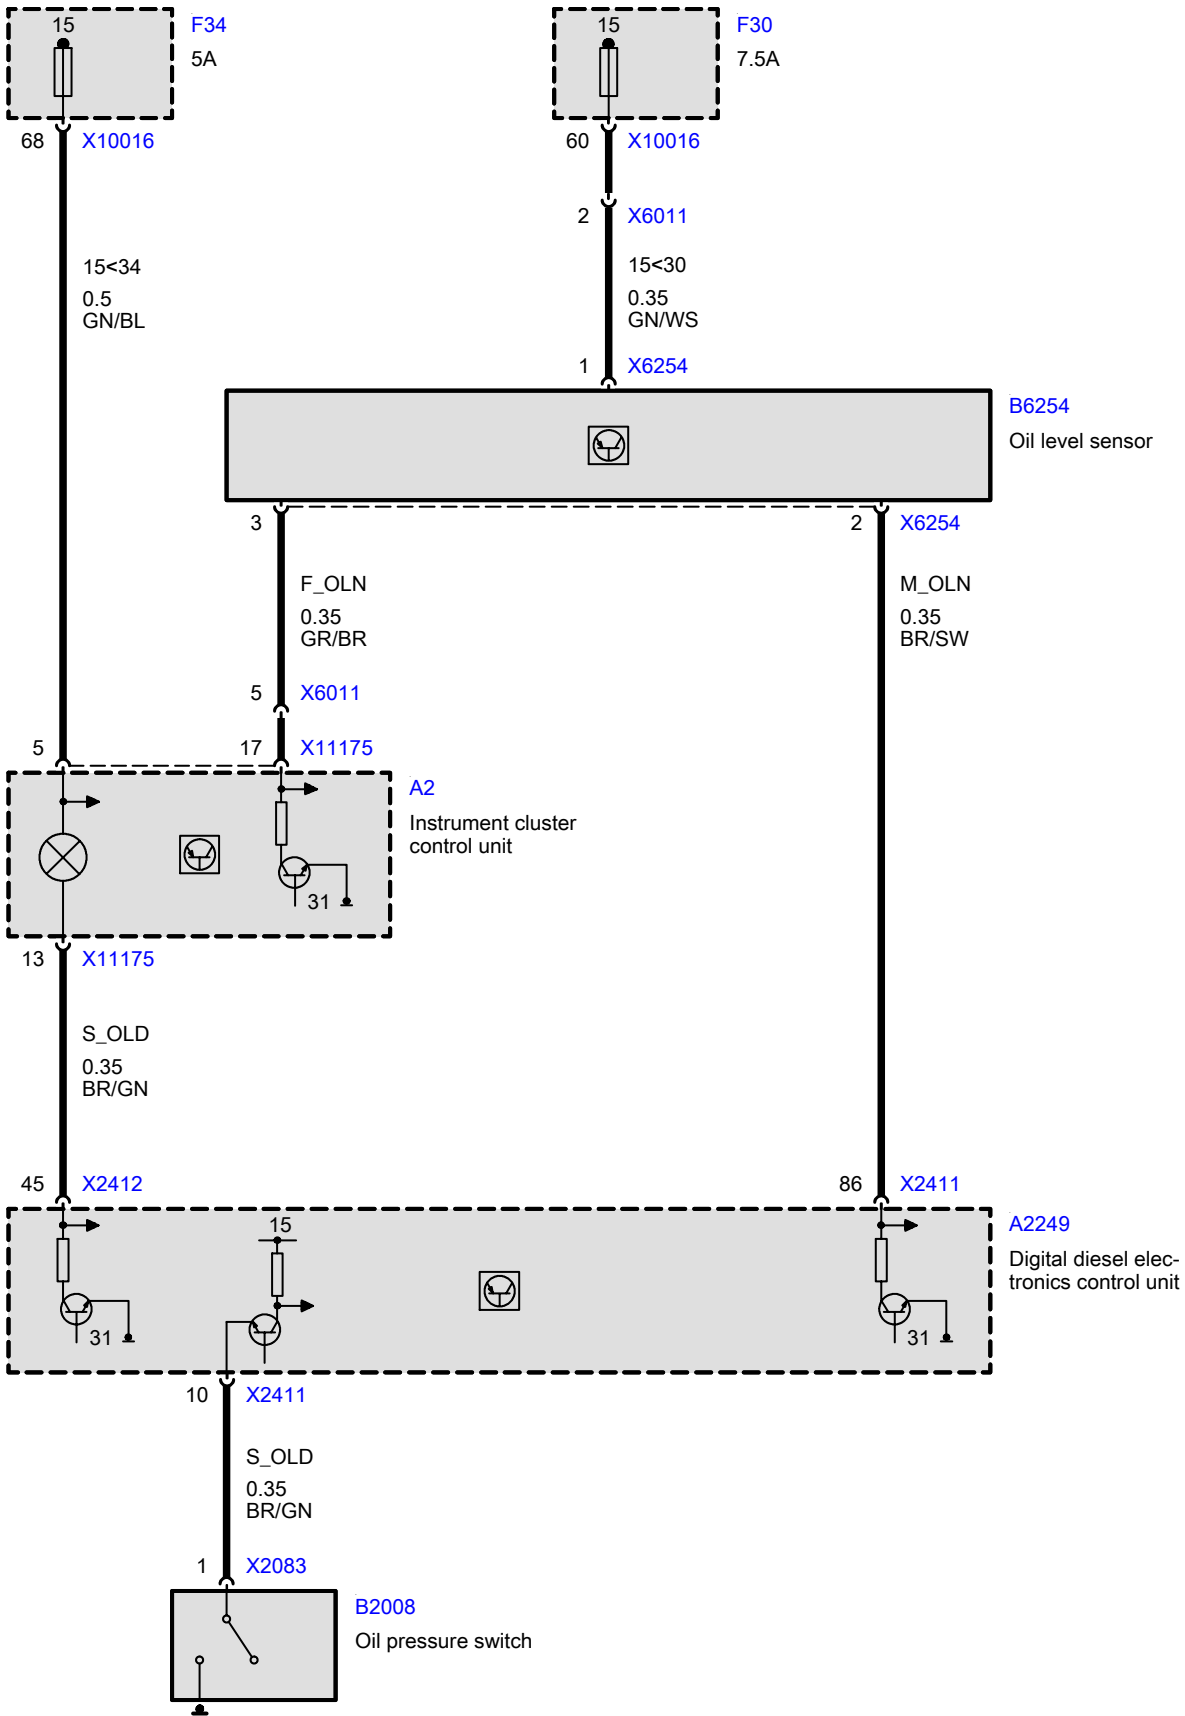 15
F34
5A
15
F30
7.5A
68 X10016
60 X10016
2 X6011
15<34
0.5
GN/BL
15<30
0.35
GN/WS
1 X6254
B6254
Oil level sensor
3
2 X6254
F_OLN
0.35
GR/BR
M_OLN
0.35
BR/SW
5 X6011
5
17 X11175
A2
Instrument cluster
control unit
31
13 X11175
S_OLD
0.35
BR/GN
45 X2412
86 X2411
15
A2249
Digital diesel elec-
tronics control unit
31
31
10 X2411
S_OLD
0.35
BR/GN
1 X2083
B2008
Oil pressure switch